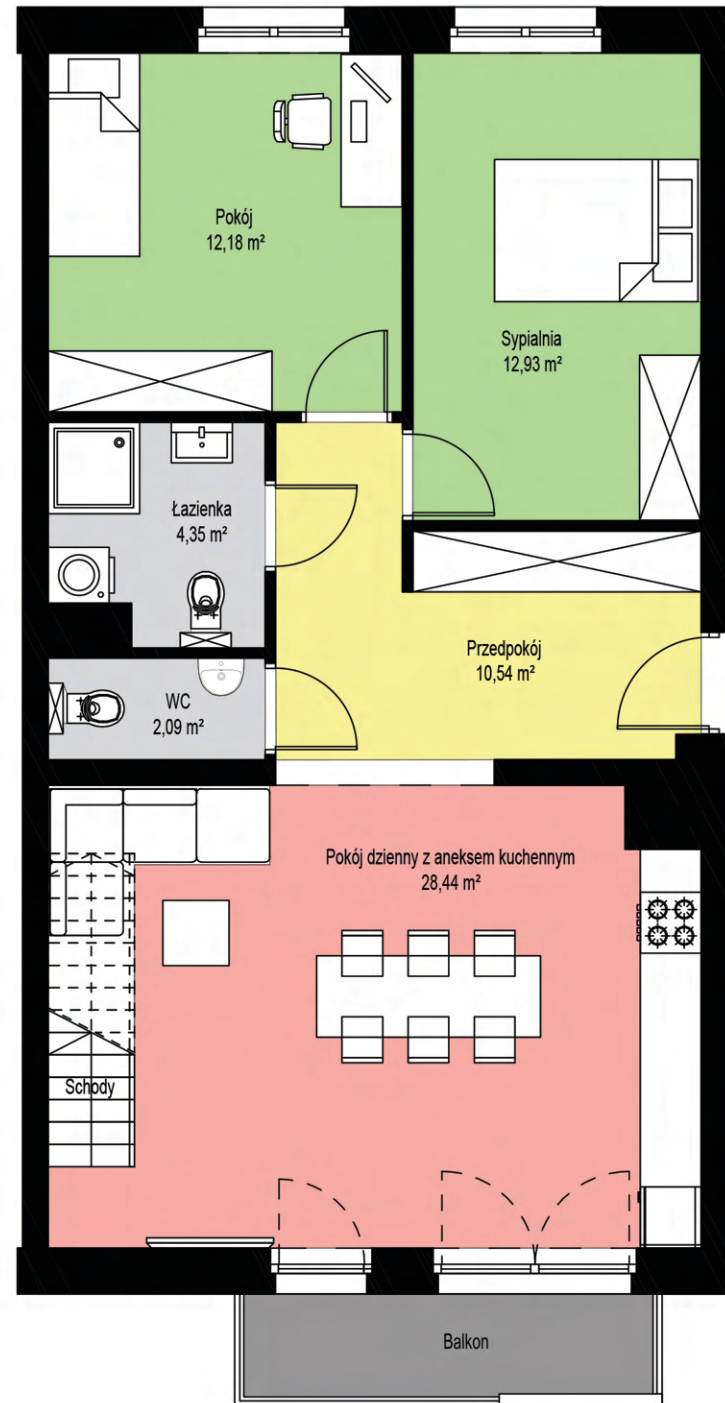 Pokój
12,18 m²
Sypialnia
12,93 m²
Łazienka
4,35 m²
Przedpokój
10,54 m²
WC
2,09 m²
Pokój dzienny z aneksem kuchennym
28,44 m²
Schody
Balkon